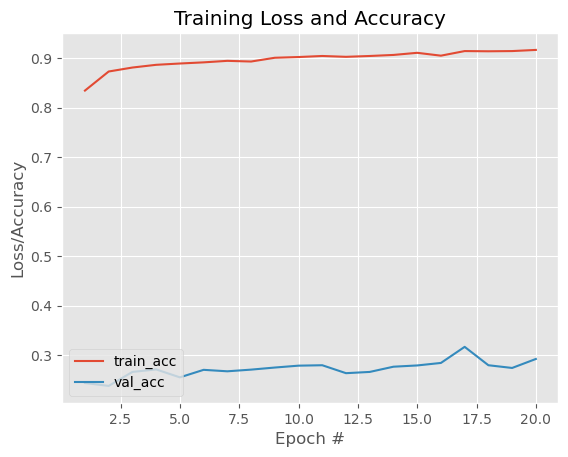 Training Loss and Accuracy
Loss/Accuracy
0.9
0.8
0.7
0.6
0.5
0.4
0.3
train_acc
val_acc
2.5 5.0 7.5 10.0 12.5 15.0 17.5 20.0
Epoch #